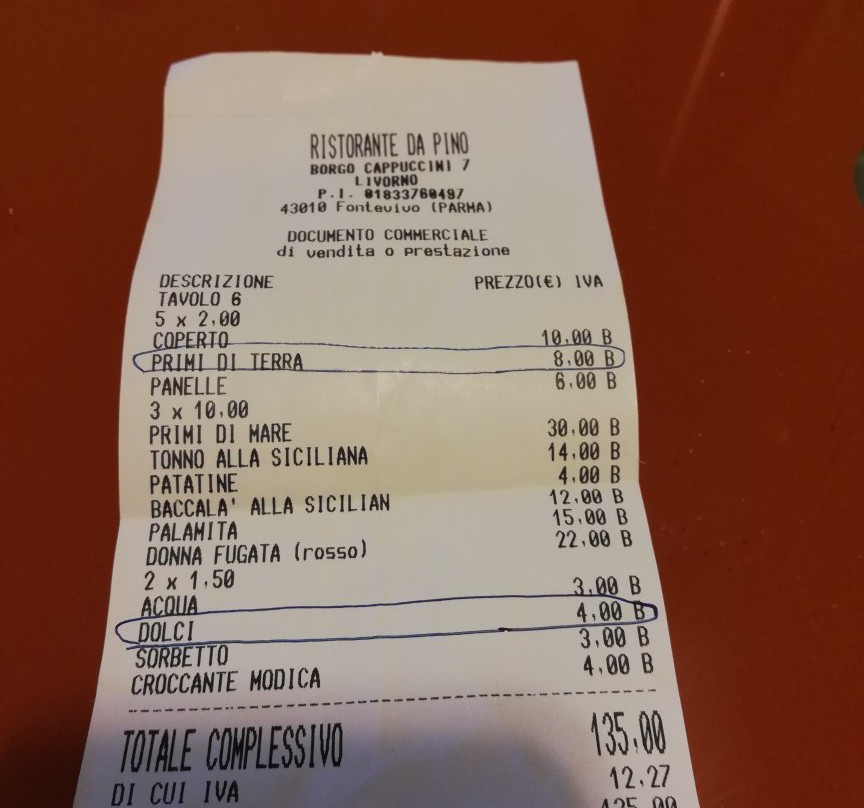 RISTORANTE DA PINO
BORGO CAPPUCCINI 7
LIVORNO
P.I. 01833760497
43010 Fontevivo (PARMA)
DOCUMENTO COMMERCIALE
di vendita o prestazione
DESCRIZIONE PREZZO(€) IVA
TAVOLO 6
5 x 2,00
COPERTO 10,00 B
PRIMI DI TERRA 8,00 B
PANELLE 6,00 B
3 x 10,00
PRIMI DI MARE 30,00 B
TONNO ALLA SICILIANA 14,00 B
PATATINE 4,00 B
BACCALA' ALLA SICILIAN 12,00 B
PALAMITA 15,00 B
DONNA FUGATA (rosso) 22,00 B
2 x 1,50
ACQUA 3,00 B
DOLCI 4,00 B
SORBETTO 3,00 B
CROCCANTE MODICA 4,00 B
TOTALE COMPLESSIVO 135,00
DI CUI IVA 12,27